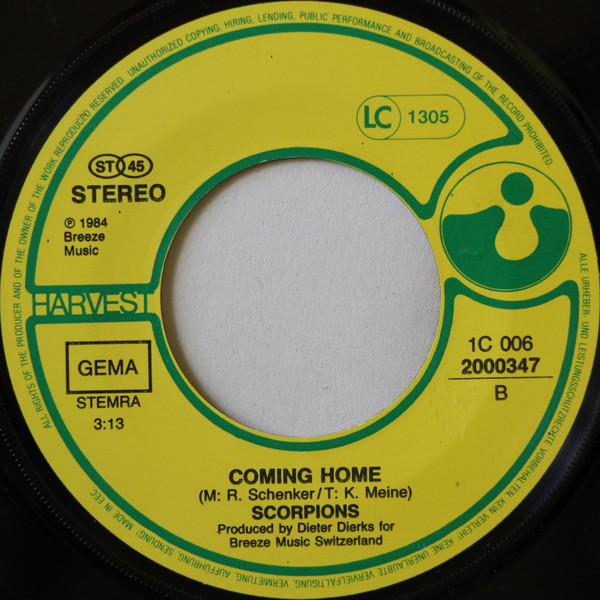 ALL RIGHTS OF THE PRODUCER AND OF THE OWNER OF THE WORK REPRODUCED RESERVED. UNAUTHORIZED COPYING, HIRING, LENDING, PUBLIC PERFORMANCE AND BROADCASTING OF THE RECORD PROHIBITED.
LC 1305
ST 45
STEREO
℗ 1984
Breeze
Music
HARVEST
GEMA
STEMRA
3:13
1C 006
2000347
B
COMING HOME
(M: R. Schenker/T: K. Meine)
SCORPIONS
Produced by Dieter Dierks for
Breeze Music Switzerland
ALLE URHEBER- UND LEISTUNGSSCHUTZRECHTE VORBEHALTEN. KEIN VERLEIH! KEINE UNERLAUBTE VERVIELFÄLTIGUNG, VERMIETUNG, AUFFÜHRUNG, SENDUNG! MADE IN EEC.